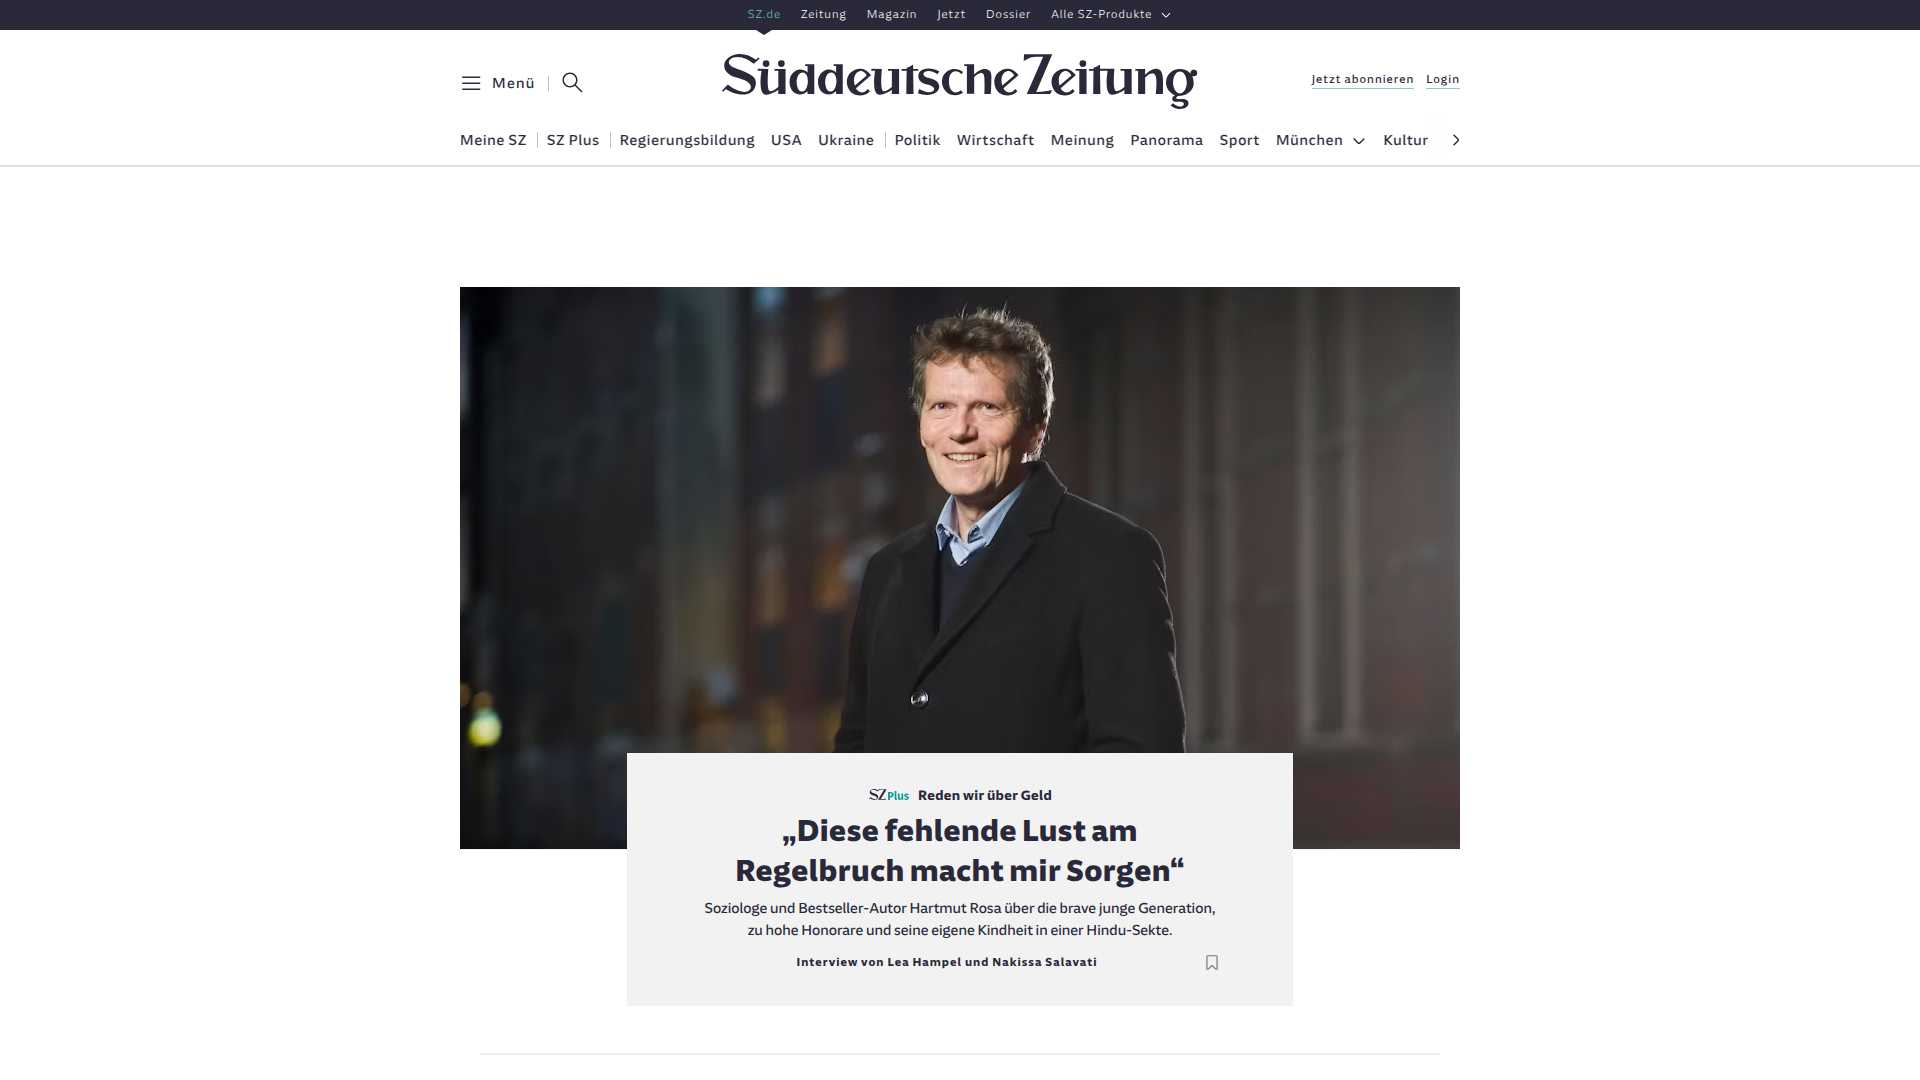 SZ.de Zeitung Magazin Jetzt Dossier Alle SZ-Produkte
Menü
Süddeutsche Zeitung
Jetzt abonnieren Login
Meine SZ SZ Plus Regierungsbildung USA Ukraine Politik Wirtschaft Meinung Panorama Sport München Kultur
SZ Plus Reden wir über Geld
„Diese fehlende Lust am
Regelbruch macht mir Sorgen“
Soziologe und Bestseller-Autor Hartmut Rosa über die brave junge Generation,
zu hohe Honorare und seine eigene Kindheit in einer Hindu-Sekte.
Interview von Lea Hampel und Nakissa Salavati